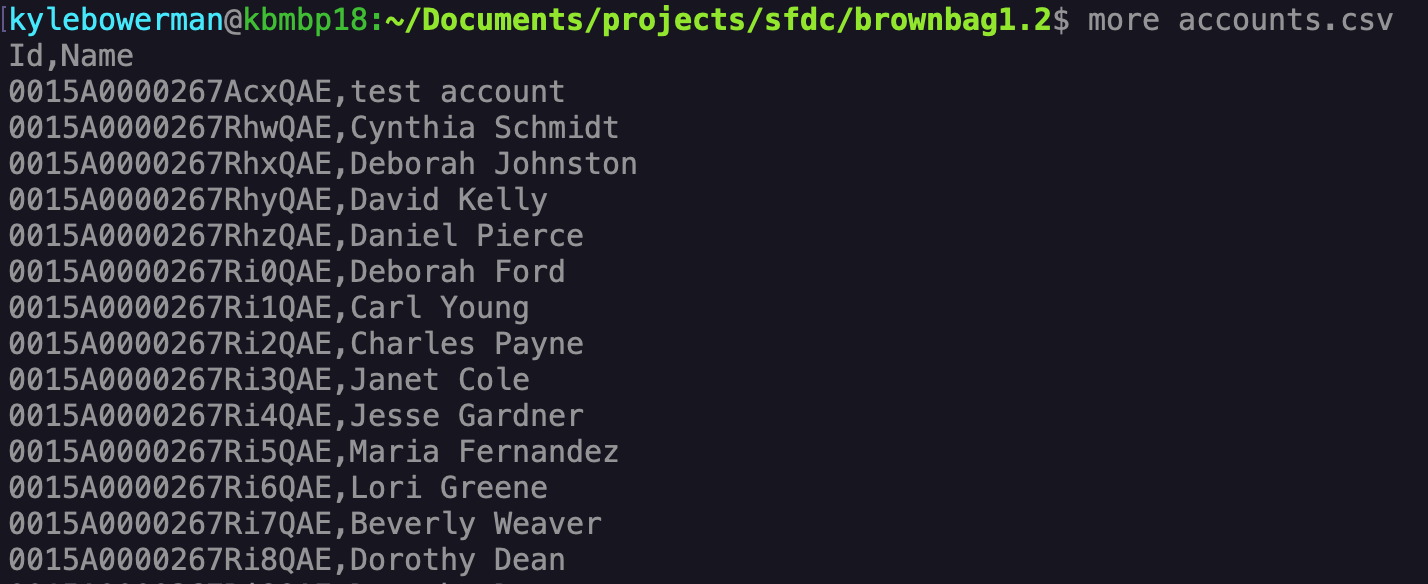 [kylebowerman@kbmbp18:~/Documents/projects/sfdc/brownbag1.2$ more accounts.csv
Id,Name
0015A0000267AcxQAE,test account
0015A0000267RhwQAE,Cynthia Schmidt
0015A0000267RhxQAE,Deborah Johnston
0015A0000267RhyQAE,David Kelly
0015A0000267RhzQAE,Daniel Pierce
0015A0000267Ri0QAE,Deborah Ford
0015A0000267Ri1QAE,Carl Young
0015A0000267Ri2QAE,Charles Payne
0015A0000267Ri3QAE,Janet Cole
0015A0000267Ri4QAE,Jesse Gardner
0015A0000267Ri5QAE,Maria Fernandez
0015A0000267Ri6QAE,Lori Greene
0015A0000267Ri7QAE,Beverly Weaver
0015A0000267Ri8QAE,Dorothy Dean